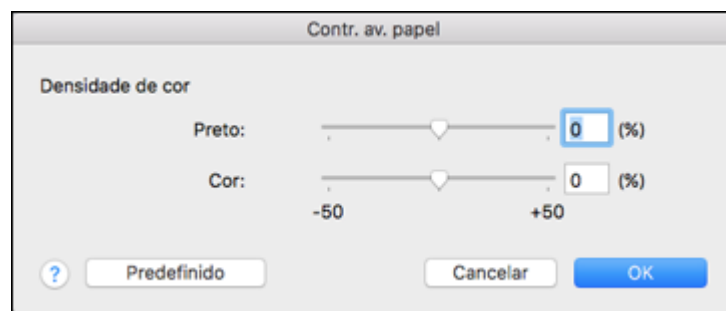 Contr. av. papel
Densidade de cor
Preto: 0 (%)
Cor: 0 (%)
-50 +50
? Predefinido Cancelar OK